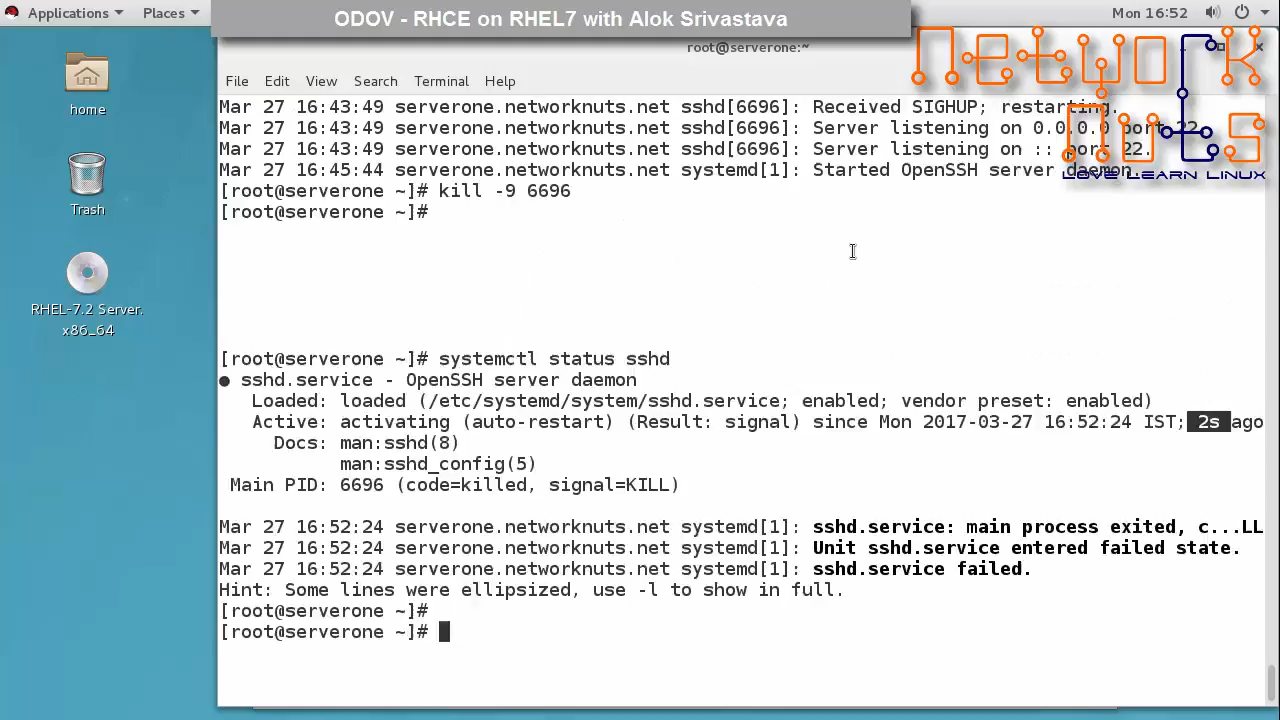 Applications
Places
ODOV - RHCE on RHEL7 with Alok Srivastava
Mon 16:52
root@serverone:~
NETWORK
NUTS
LOVE LEARN LINUX
home
Trash
RHEL-7.2 Server.
x86_64
File Edit View Search Terminal Help
Mar 27 16:43:49 serverone.networknuts.net sshd[6696]: Received SIGHUP; restarting.
Mar 27 16:43:49 serverone.networknuts.net sshd[6696]: Server listening on 0.0.0.0 port 22.
Mar 27 16:43:49 serverone.networknuts.net sshd[6696]: Server listening on :: port 22.
Mar 27 16:45:44 serverone.networknuts.net systemd[1]: Started OpenSSH server daemon.
[root@serverone ~]# kill -9 6696
[root@serverone ~]#
[root@serverone ~]# systemctl status sshd
● sshd.service - OpenSSH server daemon
Loaded: loaded (/etc/systemd/system/sshd.service; enabled; vendor preset: enabled)
Active: activating (auto-restart) (Result: signal) since Mon 2017-03-27 16:52:24 IST; 2s ago
Docs: man:sshd(8)
man:sshd_config(5)
Main PID: 6696 (code=killed, signal=KILL)
Mar 27 16:52:24 serverone.networknuts.net systemd[1]: sshd.service: main process exited, c...LL
Mar 27 16:52:24 serverone.networknuts.net systemd[1]: Unit sshd.service entered failed state.
Mar 27 16:52:24 serverone.networknuts.net systemd[1]: sshd.service failed.
Hint: Some lines were ellipsized, use -l to show in full.
[root@serverone ~]#
[root@serverone ~]#